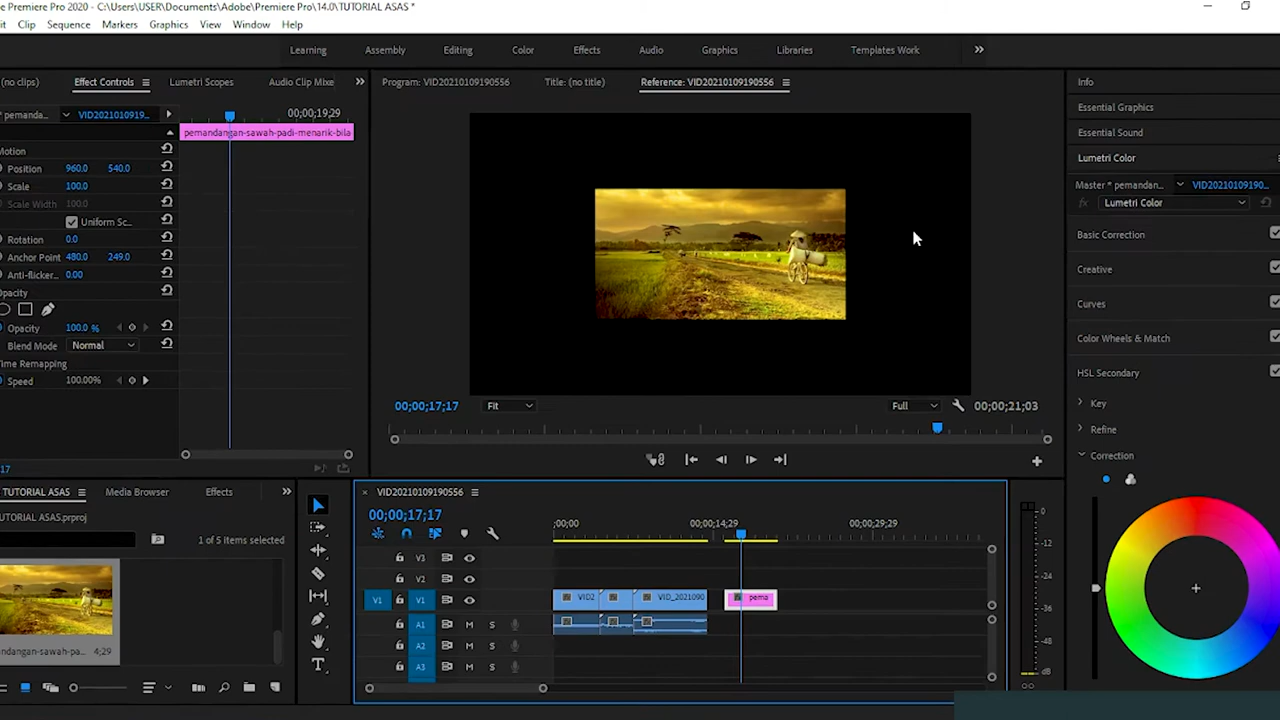 e Premiere Pro 2020 - C:\Users\USER\Documents\Adobe\Premiere Pro\14.0\TUTORIAL ASAS *
it Clip Sequence Markers Graphics View Window Help
Learning Assembly Editing Color Effects Audio Graphics Libraries Templates Work
(no clips) Effect Controls Lumetri Scopes Audio Clip Mixe
Program: VID20210109190556 Title: (no title) Reference: VID20210109190556
Info
* pemanda... VID2021010919... 00;00;19;29
pemandangan-sawah-padi-menarik-bila
Motion
Position 960.0 540.0
Scale 100.0
Scale Width 100.0
Uniform Sc...
Rotation 0.0
Anchor Point 480.0 249.0
Anti-flicker... 0.00
Opacity
Opacity 100.0 %
Blend Mode Normal
Time Remapping
Speed 100.00%
00;00;17;17 Fit Full 00;00;21;03
Essential Graphics
Essential Sound
Lumetri Color
Master * pemandan... VID20210109190...
fx Lumetri Color
Basic Correction
Creative
Curves
Color Wheels & Match
HSL Secondary
Key
Refine
Correction
17
TUTORIAL ASAS Media Browser Effects
TUTORIAL ASAS.prproj
1 of 5 items selected
ndangan-sawah-pa... 4;29
VID20210109190556
00;00;17;17
;00;00 00;00;14;29 00;00;29;29
V3
V2
V1 V1
VID2 VID_2021090 pema
A1 M S
A2 M S
A3 M S
0
-12
-24
-36
-48
dB